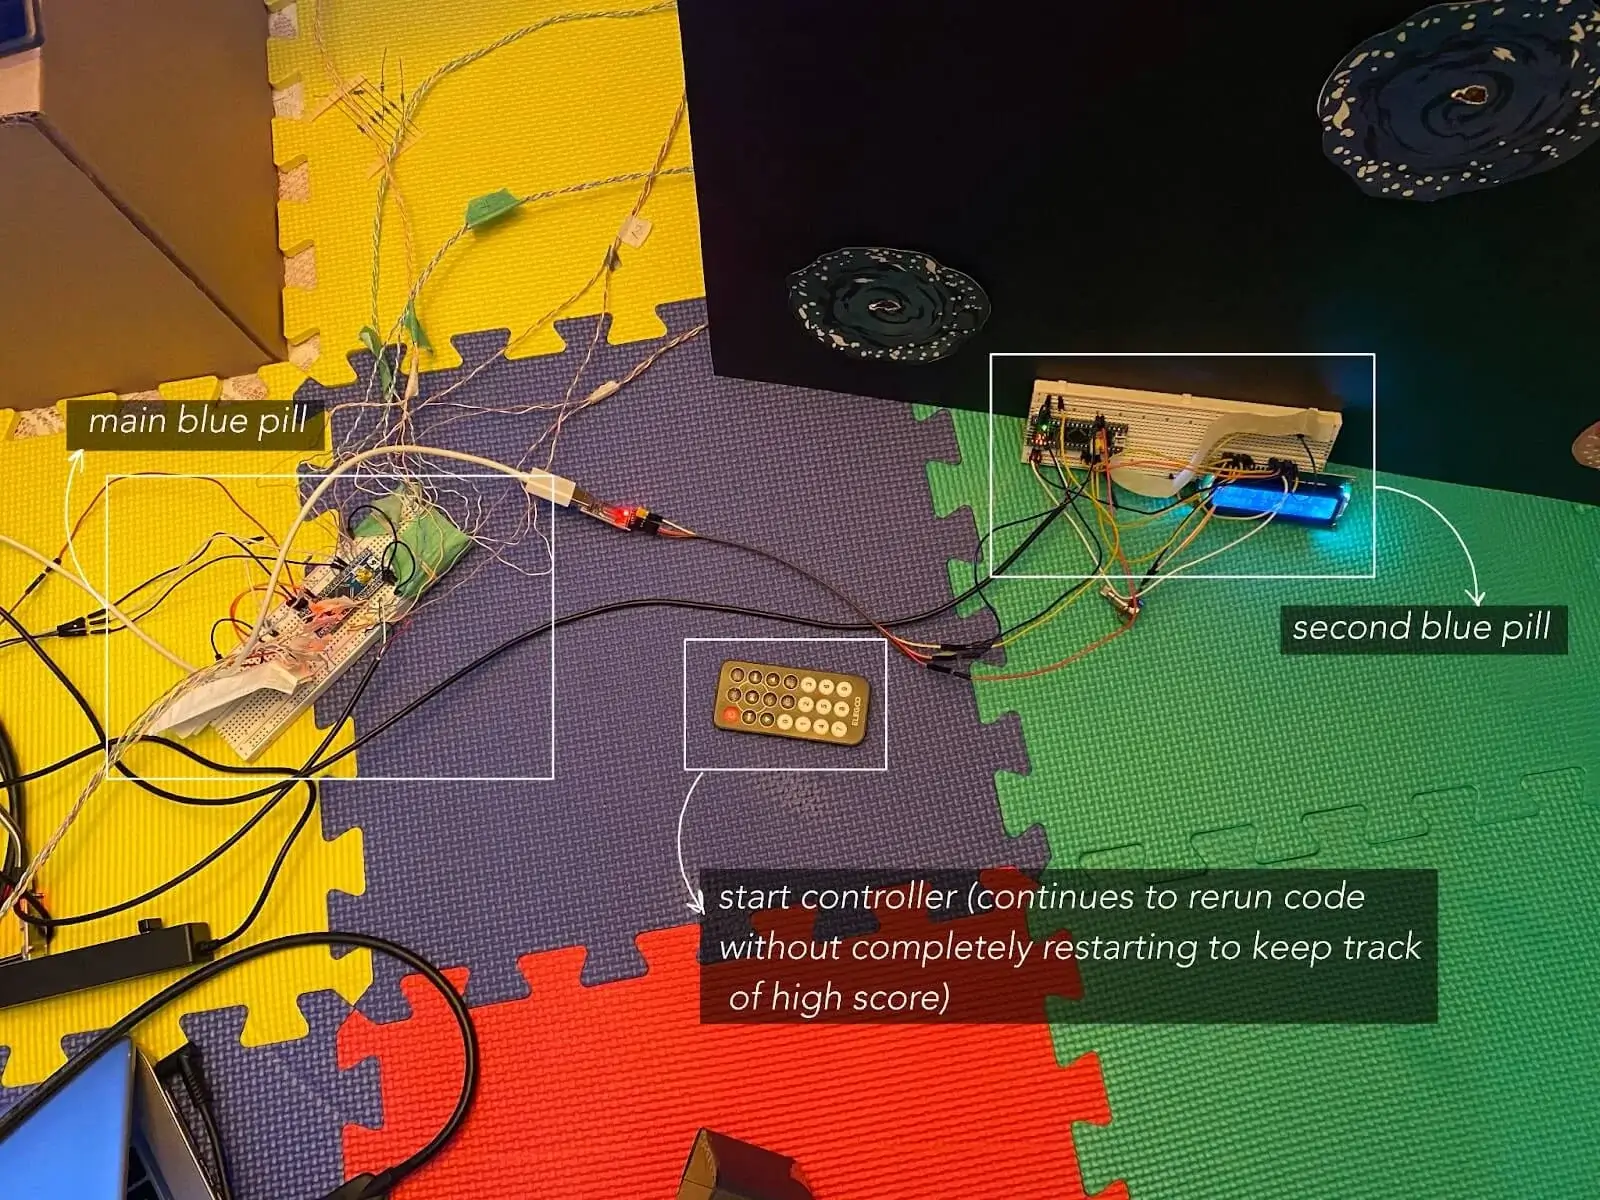 main blue pill
second blue pill
ELEGOO
start controller (continues to rerun code
without completely restarting to keep track
of high score)